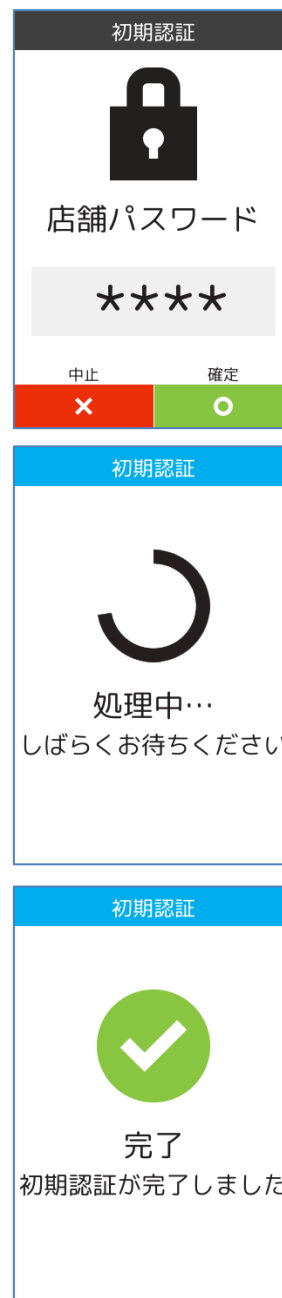 初期認証
店舗パスワード
****
中止
確定
初期認証
処理中…
しばらくお待ちください
初期認証
完了
初期認証が完了しました